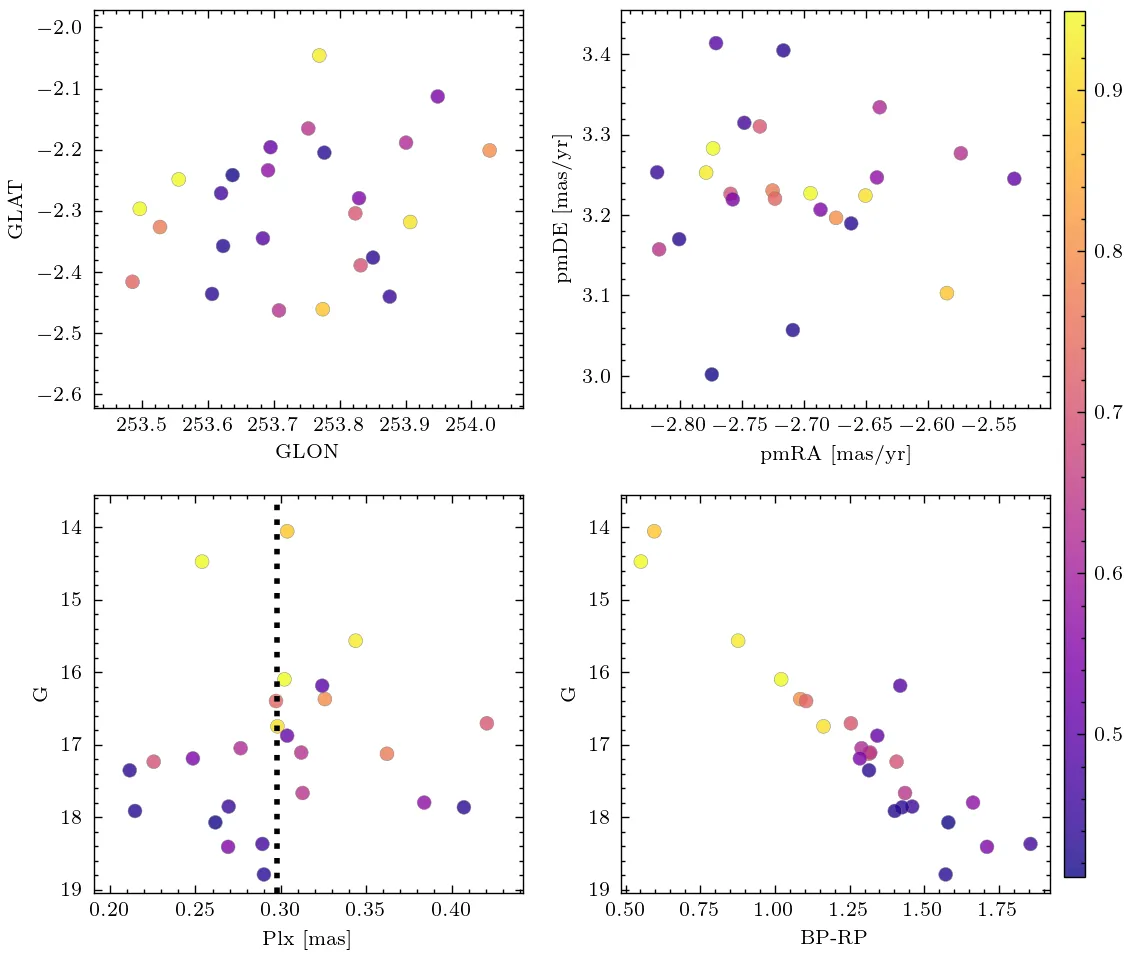 −2.0
−2.1
−2.2
−2.3
−2.4
−2.5
−2.6
GLAT
253.5 253.6 253.7 253.8 253.9 254.0
GLON
3.4
3.3
3.2
3.1
3.0
pmDE [mas/yr]
−2.80 −2.75 −2.70 −2.65 −2.60 −2.55
pmRA [mas/yr]
0.9
0.8
0.7
0.6
0.5
14
15
16
17
18
19
G
0.20 0.25 0.30 0.35 0.40
Plx [mas]
14
15
16
17
18
19
G
0.50 0.75 1.00 1.25 1.50 1.75
BP-RP